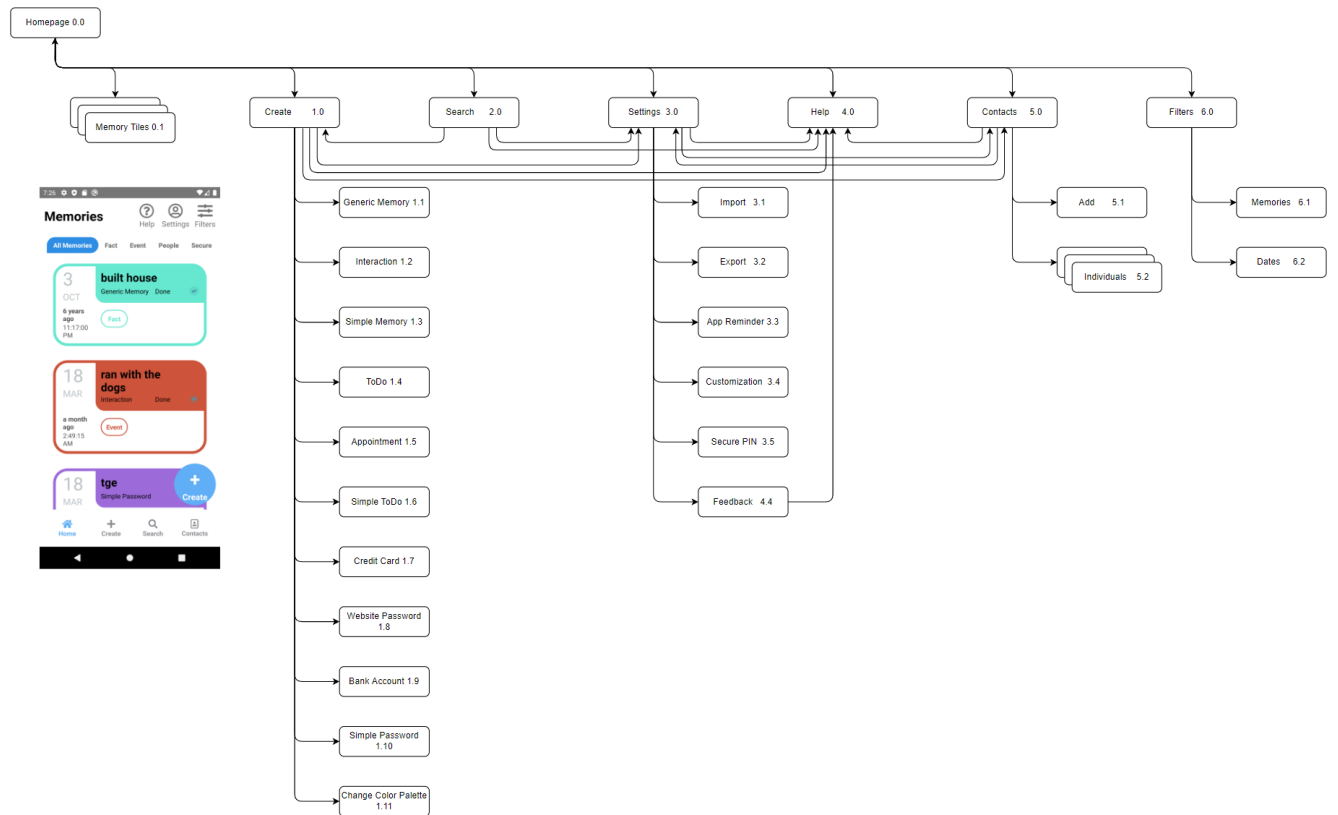 Homepage 0.0
Memory Tiles 0.1
Create 1.0
Search 2.0
Settings 3.0
Help 4.0
Contacts 5.0
Filters 6.0
Generic Memory 1.1
Interaction 1.2
Simple Memory 1.3
ToDo 1.4
Appointment 1.5
Simple ToDo 1.6
Credit Card 1.7
Website Password
1.8
Bank Account 1.9
Simple Password
1.10
Change Color Palette
1.11
Import 3.1
Export 3.2
App Reminder 3.3
Customization 3.4
Secure PIN 3.5
Feedback 4.4
Add 5.1
Individuals 5.2
Memories 6.1
Dates 6.2
7:26
Memories
Help Settings Filters
All Memories Fact Event People Secure
3
OCT
6 years
ago
11:17:00
PM
built house
Generic Memory Done
Fact
18
MAR
a month
ago
2:49:15
AM
ran with the
dogs
Interaction Done
Event
18
MAR
tge
Simple Password
+
Create
Home Create Search Contacts